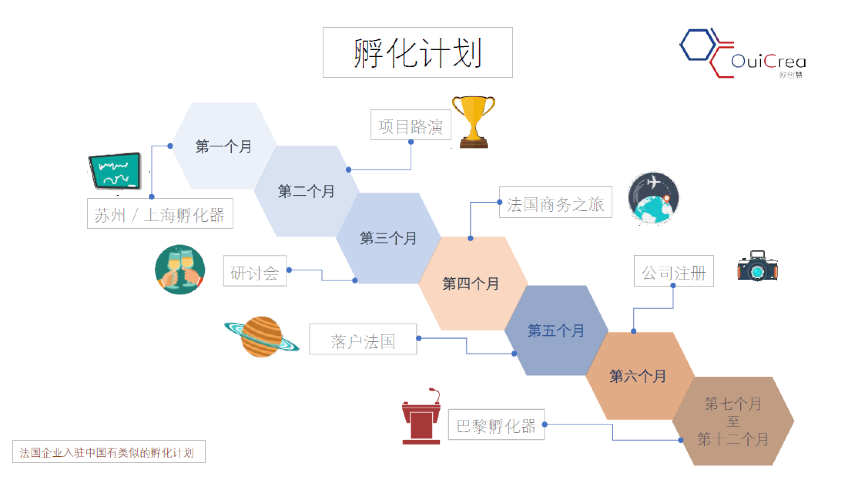 孵化计划
OuiCrea
欧创慧
第一个月
项目路演
第二个月
苏州/上海孵化器
法国商务之旅
第三个月
研讨会
第四个月
公司注册
第五个月
落户法国
第六个月
第七个月
至
第十二个月
巴黎孵化器
法国企业入驻中国有类似的孵化计划